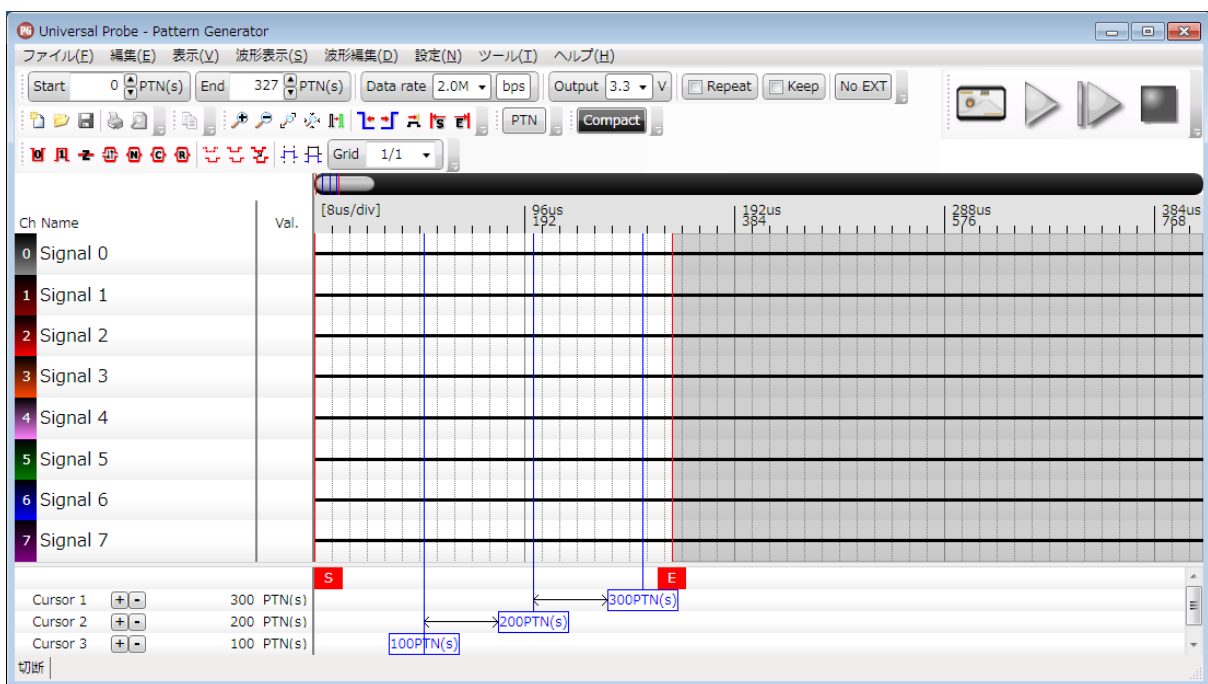 Universal Probe - Pattern Generator
ファイル(F) 編集(E) 表示(V) 波形表示(S) 波形編集(D) 設定(N) ツール(T) ヘルプ(H)
Start 0 PTN(s) End 327 PTN(s) Data rate 2.0M bps Output 3.3 V Repeat Keep No EXT
PTN Compact
Grid 1/1
[8us/div] 96us 192us 288us 384us
Ch Name Val. 192 384 576 768
0 Signal 0
1 Signal 1
2 Signal 2
3 Signal 3
4 Signal 4
5 Signal 5
6 Signal 6
7 Signal 7
S E
Cursor 1 + - 300 PTN(s) 300PTN(s)
Cursor 2 + - 200 PTN(s) 200PTN(s)
Cursor 3 + - 100 PTN(s) 100PTN(s)
切断